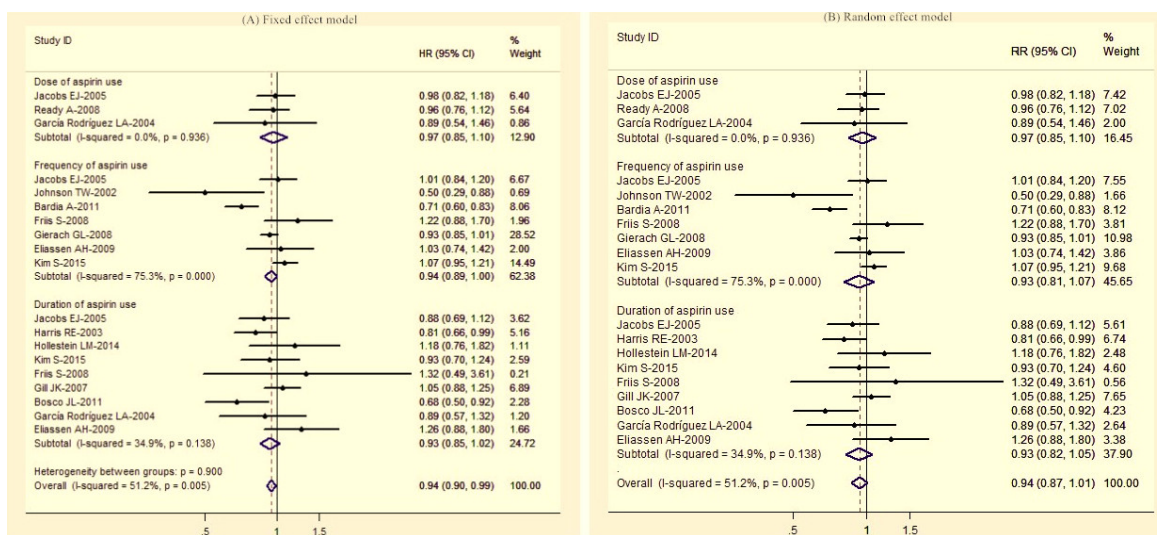 (A) Fixed effect model
Study ID
HR (95% CI)
%
Weight
Dose of aspirin use
Jacobs EJ-2005 0.98 (0.82, 1.18) 6.40
Ready A-2008 0.96 (0.76, 1.12) 5.64
García Rodríguez LA-2004 0.89 (0.54, 1.46) 0.86
Subtotal (I-squared = 0.0%, p = 0.936) 0.97 (0.85, 1.10) 12.90
Frequency of aspirin use
Jacobs EJ-2005 1.01 (0.84, 1.20) 6.67
Johnson TW-2002 0.50 (0.29, 0.88) 0.69
Bardia A-2011 0.71 (0.60, 0.83) 8.06
Friis S-2008 1.22 (0.88, 1.70) 1.96
Gierach GL-2008 0.93 (0.85, 1.01) 28.52
Eliassen AH-2009 1.03 (0.74, 1.42) 2.00
Kim S-2015 1.07 (0.95, 1.21) 14.49
Subtotal (I-squared = 75.3%, p = 0.000) 0.94 (0.89, 1.00) 62.38
Duration of aspirin use
Jacobs EJ-2005 0.88 (0.69, 1.12) 3.62
Harris RE-2003 0.81 (0.66, 0.99) 5.16
Hollestein LM-2014 1.18 (0.76, 1.82) 1.11
Kim S-2015 0.93 (0.70, 1.24) 2.59
Friis S-2008 1.32 (0.49, 3.61) 0.21
Gill JK-2007 1.05 (0.88, 1.25) 6.89
Bosco JL-2011 0.68 (0.50, 0.92) 2.28
García Rodríguez LA-2004 0.89 (0.57, 1.32) 1.20
Eliassen AH-2009 1.26 (0.88, 1.80) 1.66
Subtotal (I-squared = 34.9%, p = 0.138) 0.93 (0.85, 1.02) 24.72
Heterogeneity between groups: p = 0.900
Overall (I-squared = 51.2%, p = 0.005) 0.94 (0.90, 0.99) 100.00
.5 1 1.5
(B) Random effect model
Study ID
RR (95% CI)
%
Weight
Dose of aspirin use
Jacobs EJ-2005 0.98 (0.82, 1.18) 7.42
Ready A-2008 0.96 (0.76, 1.12) 7.02
García Rodríguez LA-2004 0.89 (0.54, 1.46) 2.00
Subtotal (I-squared = 0.0%, p = 0.936) 0.97 (0.85, 1.10) 16.45
Frequency of aspirin use
Jacobs EJ-2005 1.01 (0.84, 1.20) 7.55
Johnson TW-2002 0.50 (0.29, 0.88) 1.66
Bardia A-2011 0.71 (0.60, 0.83) 8.12
Friis S-2008 1.22 (0.88, 1.70) 3.81
Gierach GL-2008 0.93 (0.85, 1.01) 10.98
Eliassen AH-2009 1.03 (0.74, 1.42) 3.86
Kim S-2015 1.07 (0.95, 1.21) 9.68
Subtotal (I-squared = 75.3%, p = 0.000) 0.93 (0.81, 1.07) 45.65
Duration of aspirin use
Jacobs EJ-2005 0.88 (0.69, 1.12) 5.61
Harris RE-2003 0.81 (0.66, 0.99) 6.74
Hollestein LM-2014 1.18 (0.76, 1.82) 2.48
Kim S-2015 0.93 (0.70, 1.24) 4.60
Friis S-2008 1.32 (0.49, 3.61) 0.56
Gill JK-2007 1.05 (0.88, 1.25) 7.65
Bosco JL-2011 0.68 (0.50, 0.92) 4.23
García Rodríguez LA-2004 0.89 (0.57, 1.32) 2.64
Eliassen AH-2009 1.26 (0.88, 1.80) 3.38
Subtotal (I-squared = 34.9%, p = 0.138) 0.93 (0.82, 1.05) 37.90
.
Overall (I-squared = 51.2%, p = 0.005) 0.94 (0.87, 1.01) 100.00
.5 1 1.5